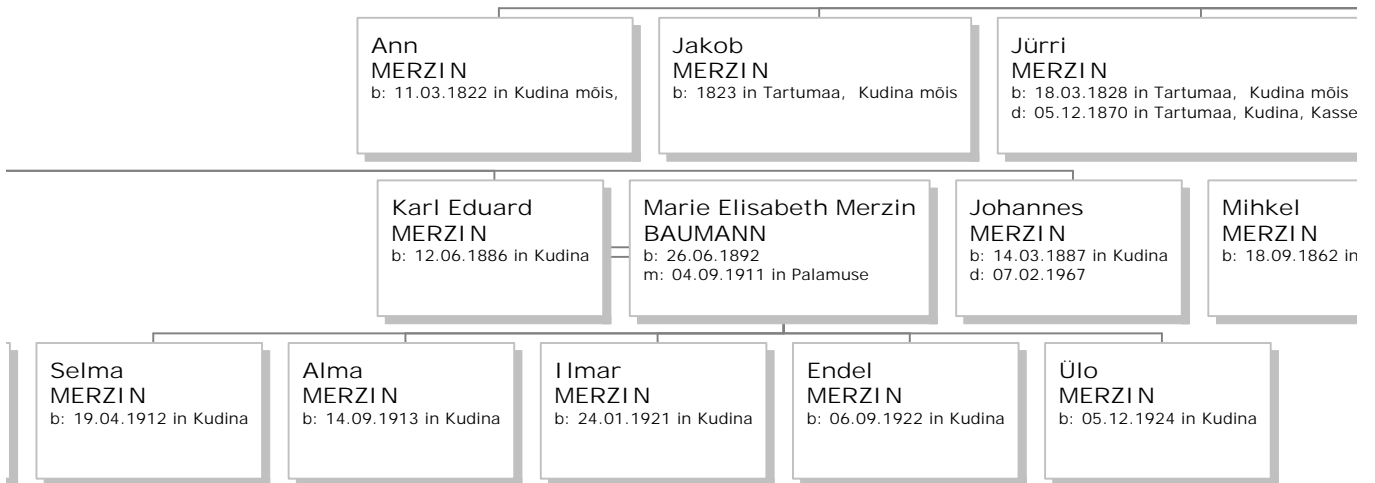 Ann
MERZIN
b: 11.03.1822 in Kudina mõis,
Jakob
MERZIN
b: 1823 in Tartumaa, Kudina mõis
Jürri
MERZIN
b: 18.03.1828 in Tartumaa, Kudina mõis
d: 05.12.1870 in Tartumaa, Kudina, Kasse
Karl Eduard
MERZIN
b: 12.06.1886 in Kudina
Marie Elisabeth Merzin
BAUMANN
b: 26.06.1892
m: 04.09.1911 in Palamuse
Johannes
MERZIN
b: 14.03.1887 in Kudina
d: 07.02.1967
Mihkel
MERZIN
b: 18.09.1862 in
Selma
MERZIN
b: 19.04.1912 in Kudina
Alma
MERZIN
b: 14.09.1913 in Kudina
Ilmar
MERZIN
b: 24.01.1921 in Kudina
Endel
MERZIN
b: 06.09.1922 in Kudina
Ülo
MERZIN
b: 05.12.1924 in Kudina